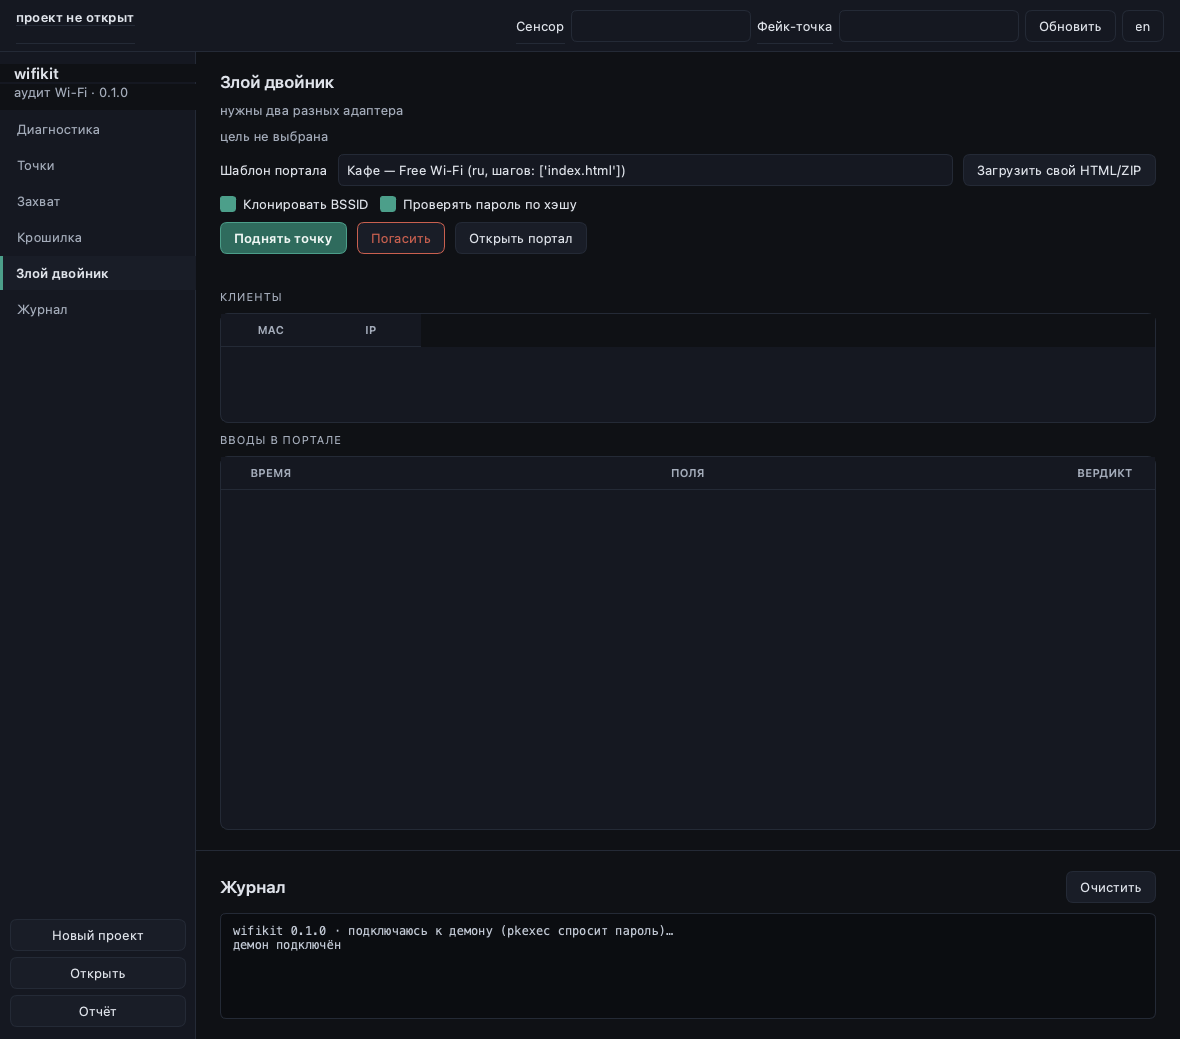 проект не открыт
Сенсор
Фейк-точка
Обновить
en
wifikit
аудит Wi-Fi · 0.1.0
Диагностика
Точки
Захват
Крошилка
Злой двойник
Журнал
Новый проект
Открыть
Отчёт
Злой двойник
нужны два разных адаптера
цель не выбрана
Шаблон портала
Кафе — Free Wi-Fi (ru, шагов: ['index.html'])
Загрузить свой HTML/ZIP
Клонировать BSSID
Проверять пароль по хэшу
Поднять точку
Погасить
Открыть портал
КЛИЕНТЫ
MAC
IP
ВВОДЫ В ПОРТАЛЕ
ВРЕМЯ
ПОЛЯ
ВЕРДИКТ
Журнал
Очистить
wifikit 0.1.0 · подключаюсь к демону (pkexec спросит пароль)…
демон подключён